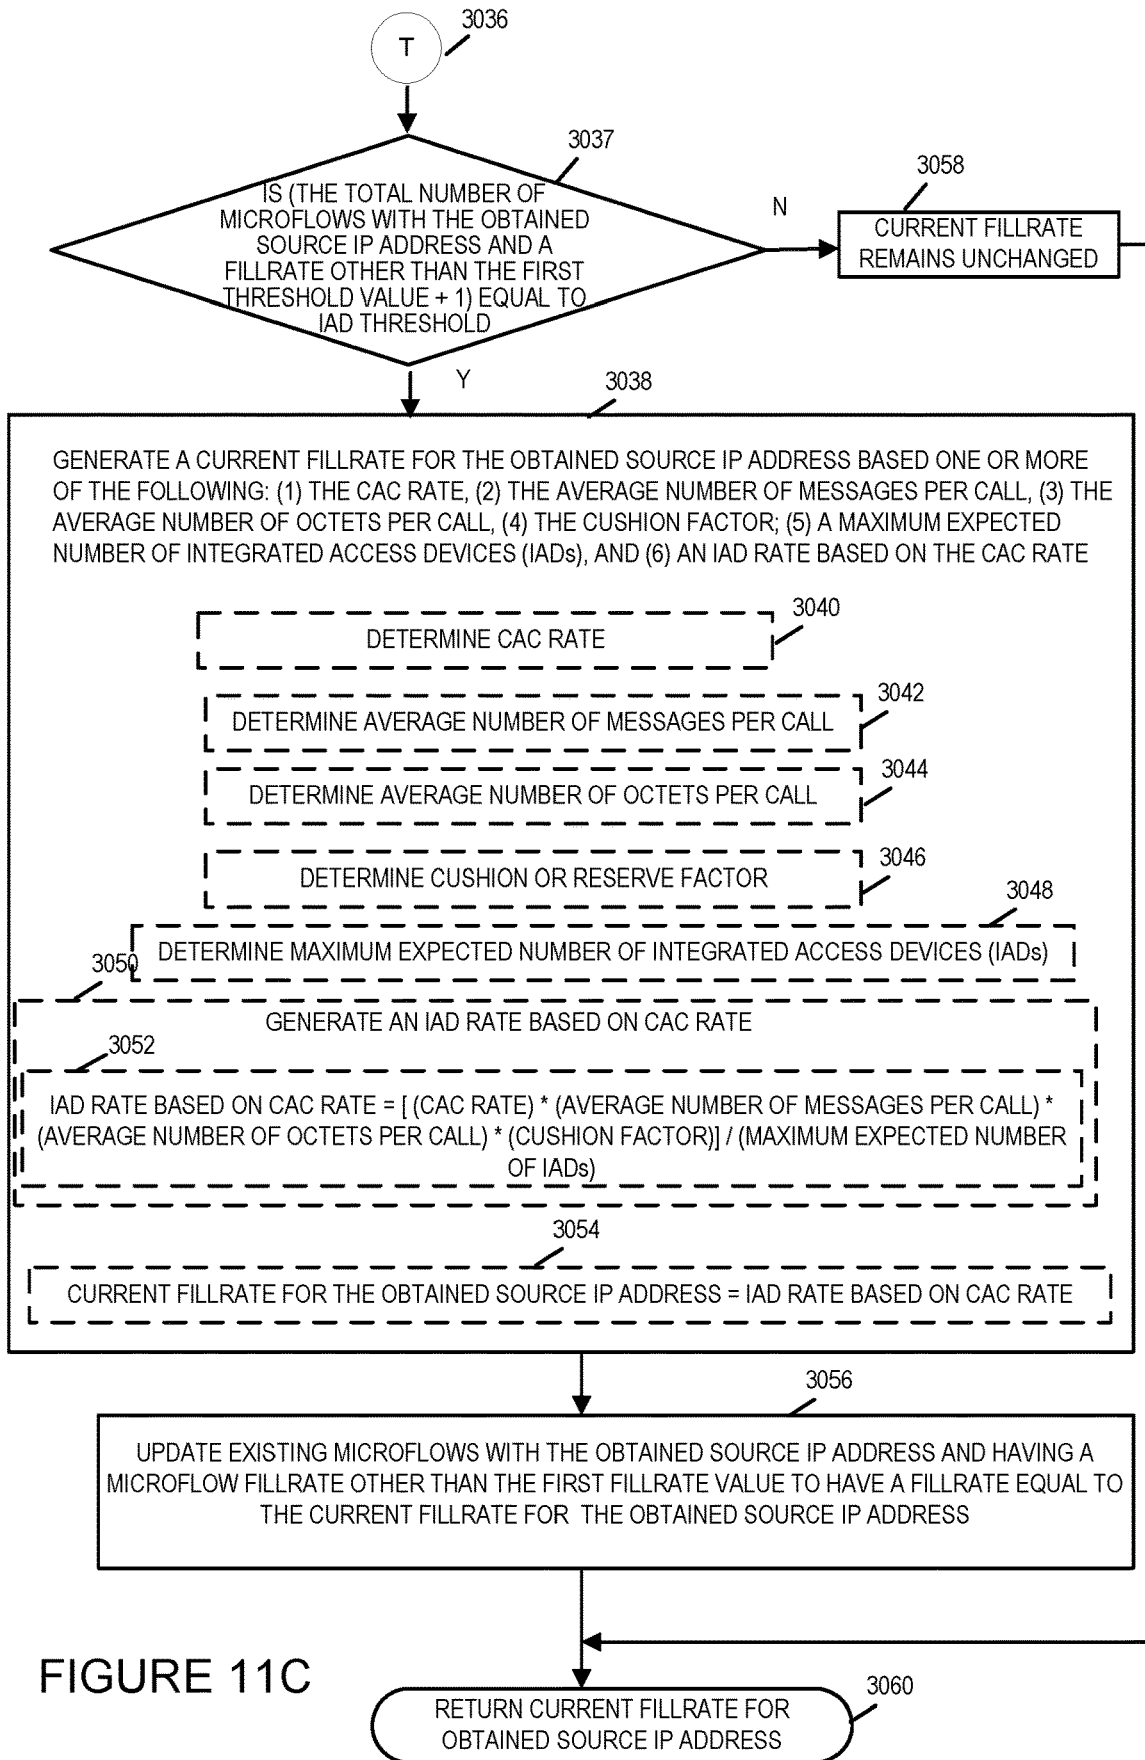 3036
T
3037
IS (THE TOTAL NUMBER OF
MICROFLOWS WITH THE OBTAINED
SOURCE IP ADDRESS AND A
FILLRATE OTHER THAN THE FIRST
THRESHOLD VALUE + 1) EQUAL TO
IAD THRESHOLD
N
3058
CURRENT FILLRATE
REMAINS UNCHANGED
Y
3038
GENERATE A CURRENT FILLRATE FOR THE OBTAINED SOURCE IP ADDRESS BASED ONE OR MORE
OF THE FOLLOWING: (1) THE CAC RATE, (2) THE AVERAGE NUMBER OF MESSAGES PER CALL, (3) THE
AVERAGE NUMBER OF OCTETS PER CALL, (4) THE CUSHION FACTOR; (5) A MAXIMUM EXPECTED
NUMBER OF INTEGRATED ACCESS DEVICES (IADs), AND (6) AN IAD RATE BASED ON THE CAC RATE
3040
DETERMINE CAC RATE
3042
DETERMINE AVERAGE NUMBER OF MESSAGES PER CALL
3044
DETERMINE AVERAGE NUMBER OF OCTETS PER CALL
3046
DETERMINE CUSHION OR RESERVE FACTOR
3048
DETERMINE MAXIMUM EXPECTED NUMBER OF INTEGRATED ACCESS DEVICES (IADs)
3050
GENERATE AN IAD RATE BASED ON CAC RATE
3052
IAD RATE BASED ON CAC RATE = [ (CAC RATE) * (AVERAGE NUMBER OF MESSAGES PER CALL) *
(AVERAGE NUMBER OF OCTETS PER CALL) * (CUSHION FACTOR)] / (MAXIMUM EXPECTED NUMBER
OF IADs)
3054
CURRENT FILLRATE FOR THE OBTAINED SOURCE IP ADDRESS = IAD RATE BASED ON CAC RATE
3056
UPDATE EXISTING MICROFLOWS WITH THE OBTAINED SOURCE IP ADDRESS AND HAVING A
MICROFLOW FILLRATE OTHER THAN THE FIRST FILLRATE VALUE TO HAVE A FILLRATE EQUAL TO
THE CURRENT FILLRATE FOR THE OBTAINED SOURCE IP ADDRESS
FIGURE 11C
3060
RETURN CURRENT FILLRATE FOR
OBTAINED SOURCE IP ADDRESS